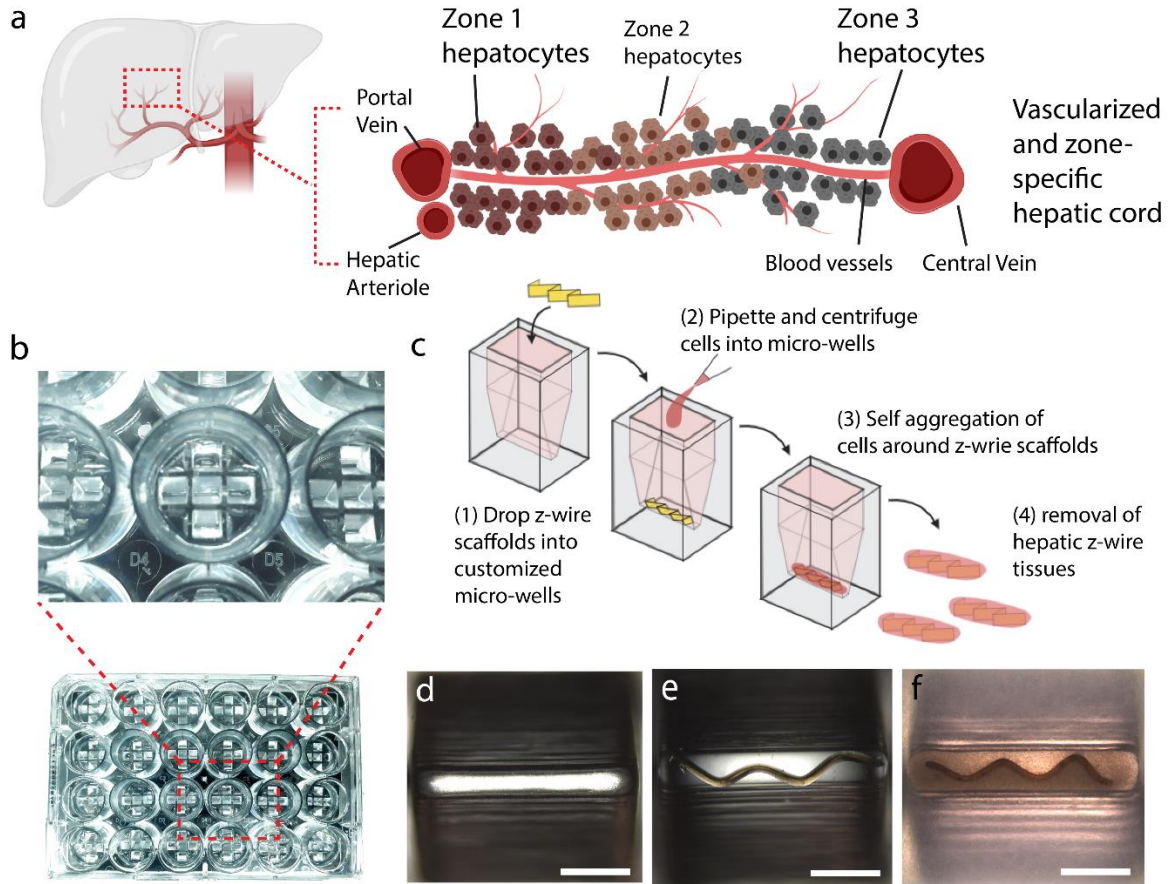 a
Zone 1
hepatocytes
Zone 2
hepatocytes
Zone 3
hepatocytes
Portal
Vein
Hepatic
Arteriole
Blood vessels
Central Vein
Vascularized
and zone-
specific
hepatic cord
b
D4
D5
c
(1) Drop z-wire
scaffolds into
customized
micro-wells
(2) Pipette and centrifuge
cells into micro-wells
(3) Self aggregation of
cells around z-wrie scaffolds
(4) removal of
hepatic z-wire
tissues
d
e
f